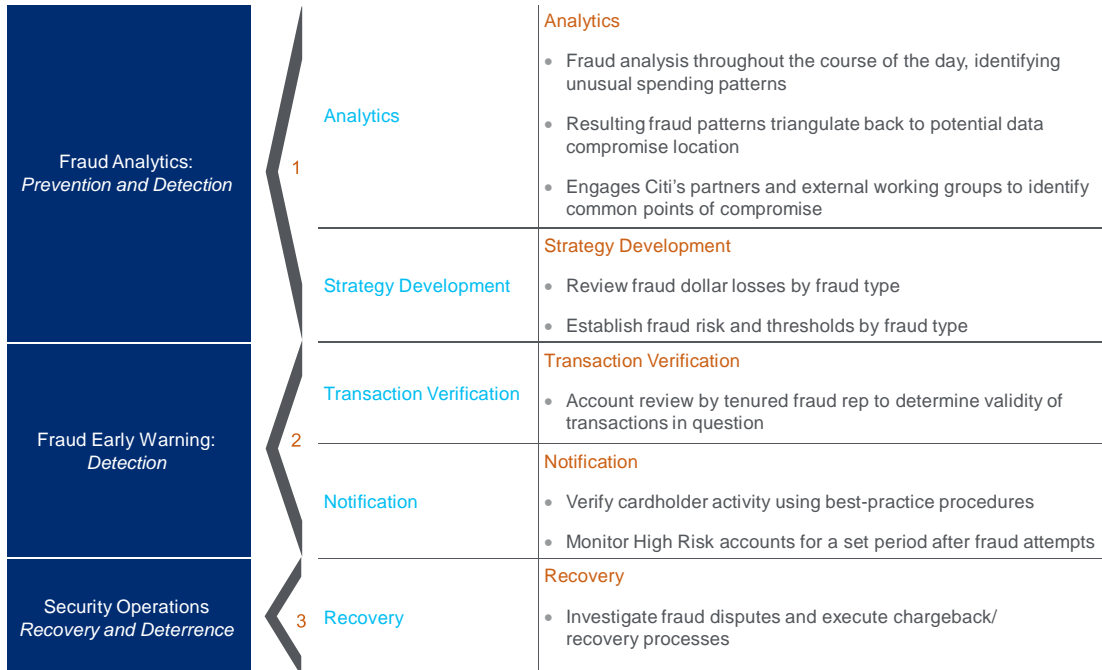 Fraud Analytics:
Prevention and Detection
1
Analytics
Analytics
• Fraud analysis throughout the course of the day, identifying
unusual spending patterns
• Resulting fraud patterns triangulate back to potential data
compromise location
• Engages Citi's partners and external working groups to identify
common points of compromise
Strategy Development
Strategy Development
• Review fraud dollar losses by fraud type
• Establish fraud risk and thresholds by fraud type
Fraud Early Warning:
Detection
2
Transaction Verification
Transaction Verification
• Account review by tenured fraud rep to determine validity of
transactions in question
Notification
Notification
• Verify cardholder activity using best-practice procedures
• Monitor High Risk accounts for a set period after fraud attempts
Security Operations
Recovery and Deterrence
3
Recovery
Recovery
• Investigate fraud disputes and execute chargeback/
recovery processes